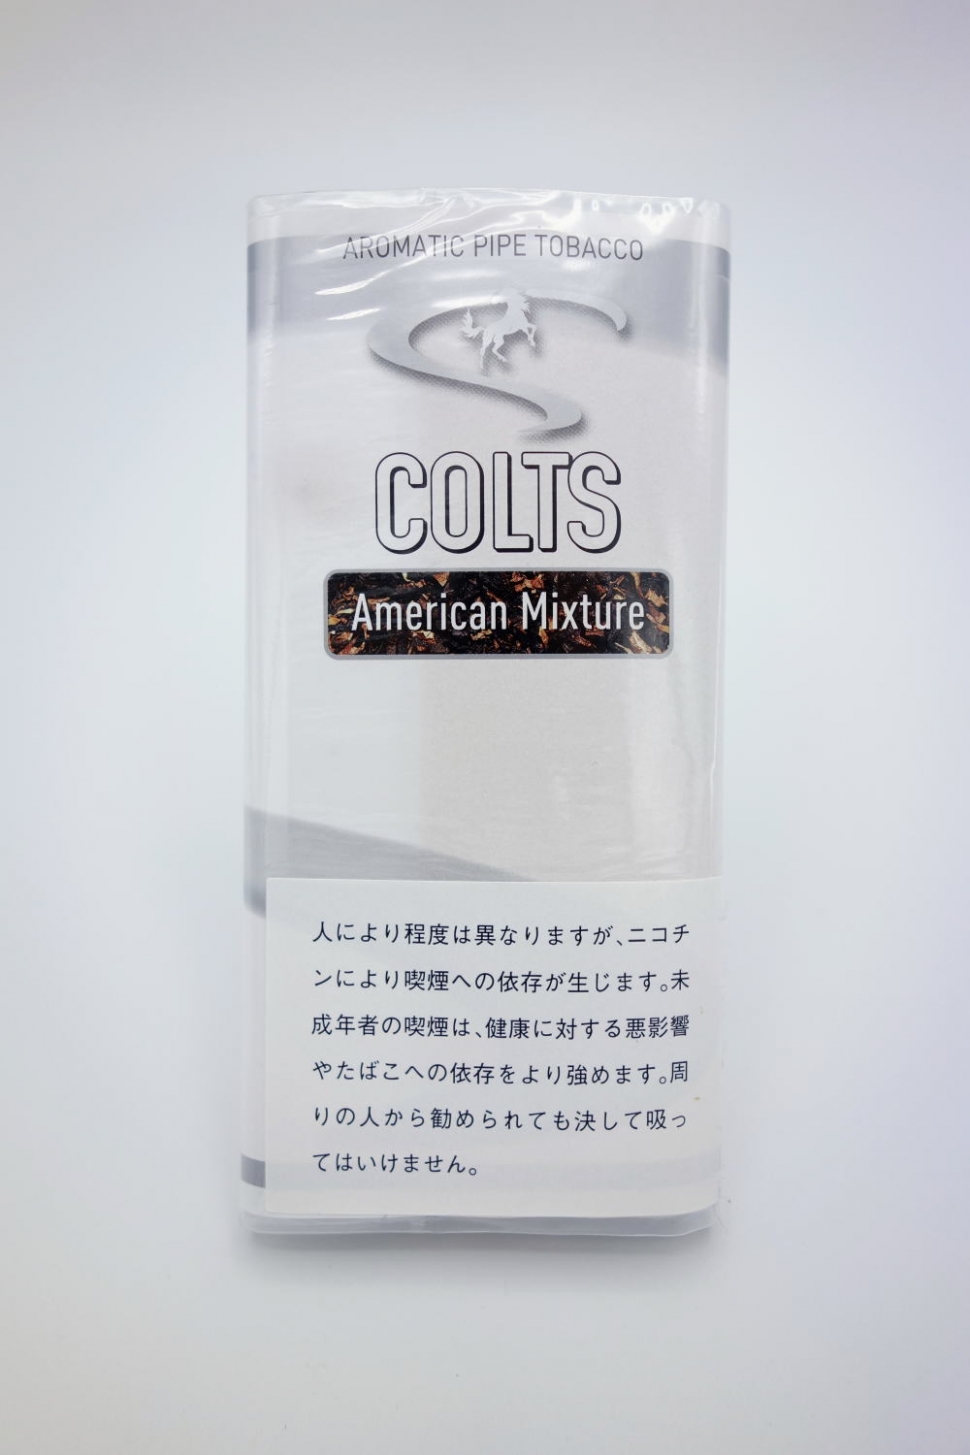 AROMATIC PIPE TOBACCO
COLTS
American Mixture
人により程度は異なりますが、ニコチ
ンにより喫煙への依存が生じます。未
成年者の喫煙は、健康に対する悪影響
やたばこへの依存をより強めます。周
りの人から勧められても決して吸っ
てはいけません。